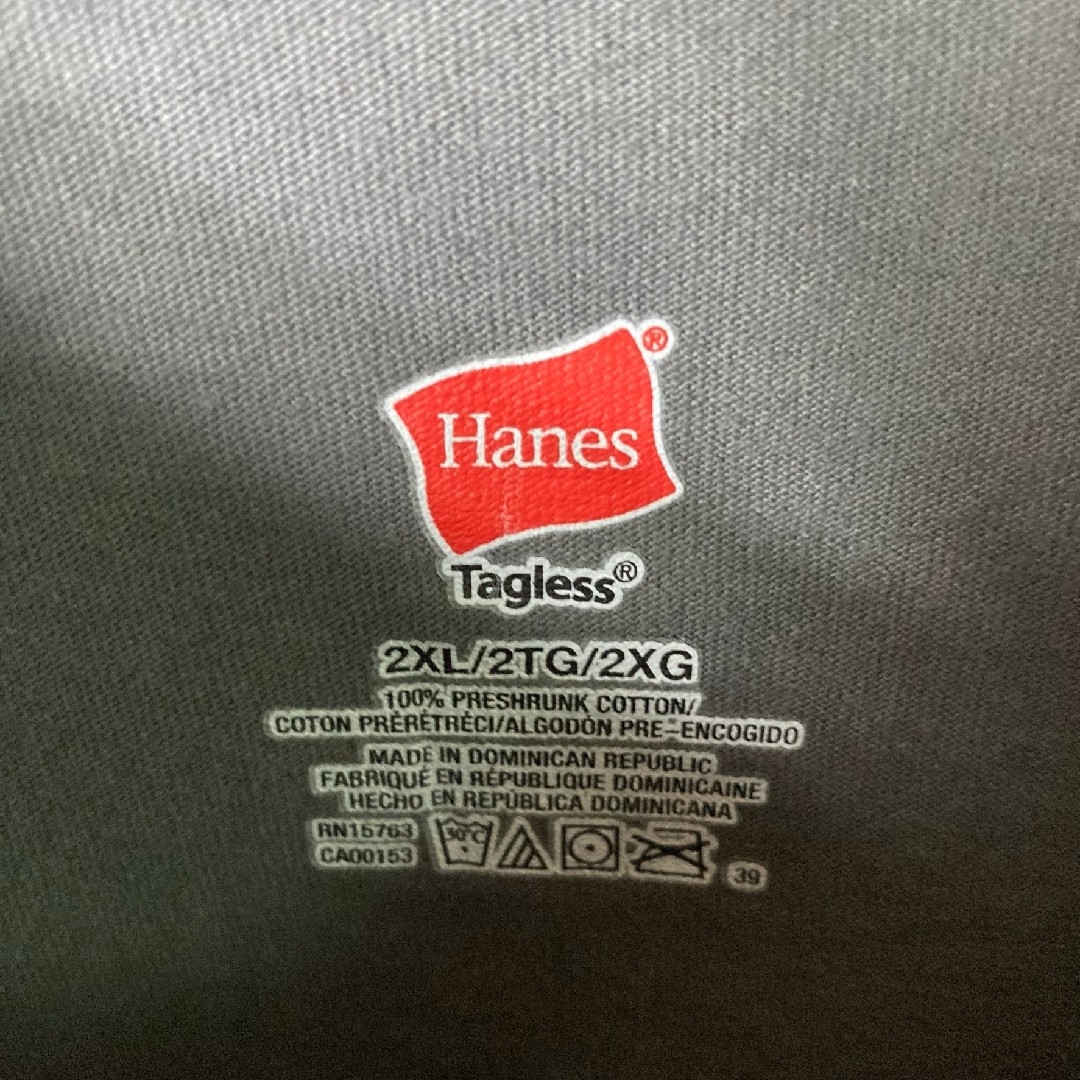 Hanes®
Tagless®
2XL/2TG/2XG
100% PRESHRUNK COTTON/
COTON PRÉRÉTRÉCI/ALGODÓN PRE-ENCOGIDO
MADE IN DOMINICAN REPUBLIC
FABRIQUÉ EN RÉPUBLIQUE DOMINICAINE
HECHO EN REPÚBLICA DOMINICANA
RN15763 30°C
CA00153
39